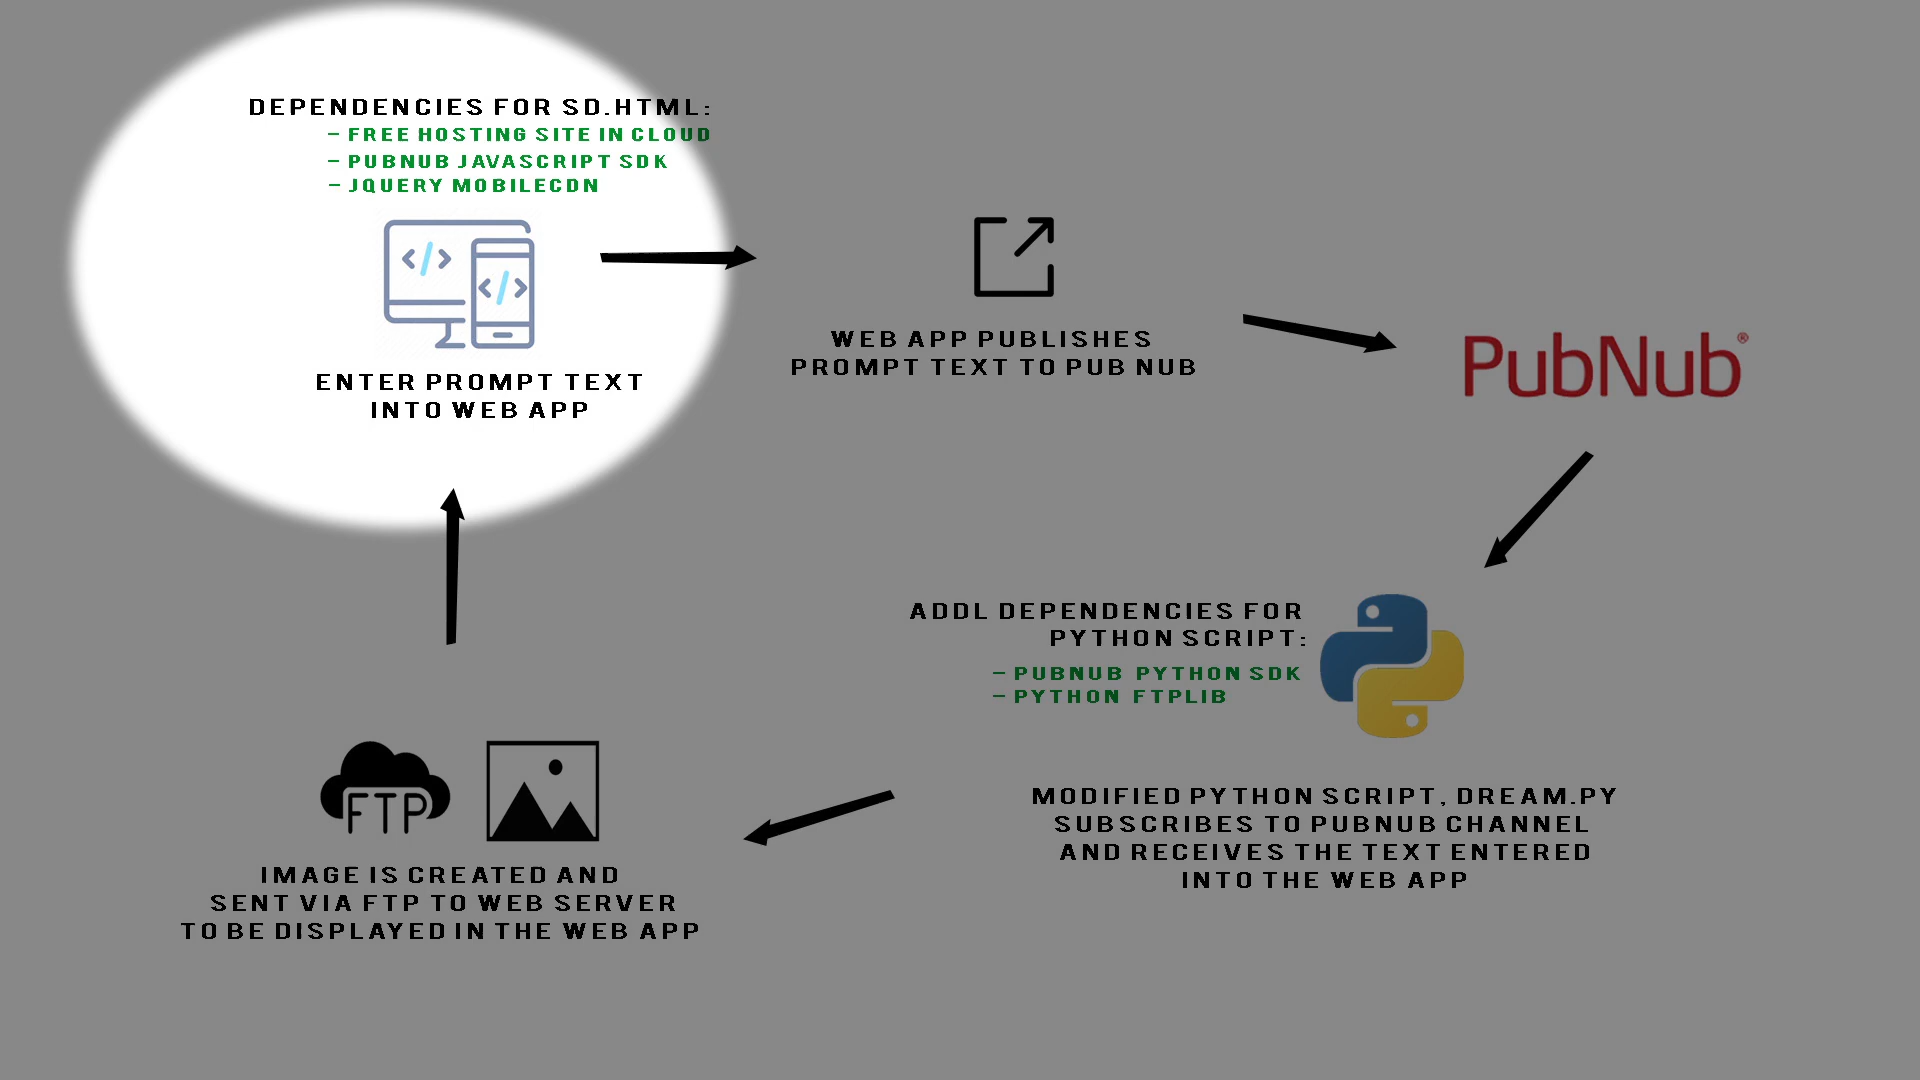 DEPENDENCIES FOR SD.HTML:
- FREE HOSTING SITE IN CLOUD
- PUBNUB JAVASCRIPT SDK
- JQUERY MOBILECDN
</>
</>
ENTER PROMPT TEXT
INTO WEB APP
WEB APP PUBLISHES
PROMPT TEXT TO PUB NUB
PubNub®
ADDL DEPENDENCIES FOR
PYTHON SCRIPT:
- PUBNUB PYTHON SDK
- PYTHON FTPLIB
MODIFIED PYTHON SCRIPT, DREAM.PY
SUBSCRIBES TO PUBNUB CHANNEL
AND RECEIVES THE TEXT ENTERED
INTO THE WEB APP
FTP
IMAGE IS CREATED AND
SENT VIA FTP TO WEB SERVER
TO BE DISPLAYED IN THE WEB APP